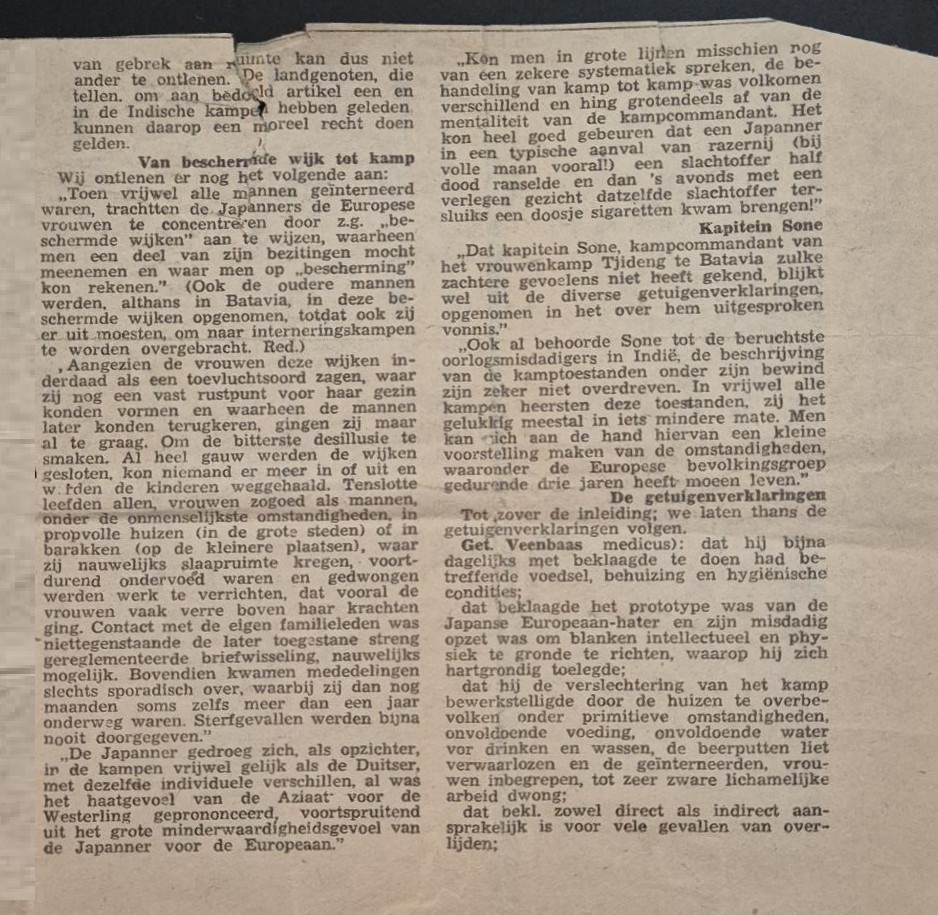 van gebrek aan ruimte kan dus niet
ander te ontlenen. De landgenoten, die
tellen. om aan bedoeld artikel een en
in de Indische kampen hebben geleden
kunnen daarop een moreel recht doen
gelden.
Van beschermde wijk tot kamp
Wij ontlenen er nog het volgende aan:
„Toen vrijwel alle mannen geïnterneerd
waren, trachtten de Japanners de Europese
vrouwen te concentreren door z.g. „be-
schermde wijken” aan te wijzen, waarheen
men een deel van zijn bezitingen mocht
meenemen en waar men op „bescherming”
kon rekenen.” (Ook de oudere mannen
werden, althans in Batavia, in deze be-
schermde wijken opgenomen, totdat ook zij
er uit moesten, om naar interneringskampen
te worden overgebracht. Red.)
„Aangezien de vrouwen deze wijken in-
derdaad als een toevluchtsoord zagen, waar
zij nog een vast rustpunt voor haar gezin
konden vormen en waarheen de mannen
later konden terugkeren, gingen zij maar
al te graag. Om de bitterste desillusie te
smaken. Al heel gauw werden de wijken
gesloten, kon niemand er meer in of uit en
werden de kinderen weggehaald. Tenslotte
leefden allen, vrouwen zogoed als mannen,
onder de onmenselijkste omstandigheden, in
propvolle huizen (in de grote steden) of in
barakken (op de kleinere plaatsen), waar
zij nauwelijks slaapruimte kregen, voort-
durend ondervoed waren en gedwongen
werden werk te verrichten, dat vooral de
vrouwen vaak verre boven haar krachten
ging. Contact met de eigen familieleden was
niettegenstaande de later toegestane streng
gereglementeerde briefwisseling, nauwelijks
mogelijk. Bovendien kwamen mededelingen
slechts sporadisch over, waarbij zij dan nog
maanden soms zelfs meer dan een jaar
onderweg waren. Sterfgevallen werden bijna
nooit doorgegeven.”
„De Japanner gedroeg zich, als opzichter,
in de kampen vrijwel gelijk als de Duitser,
met dezelfde individuele verschillen, al was
het haatgevoel van de Aziaat voor de
Westerling geprononceerd, voortspruitend
uit het grote minderwaardigheidsgevoel van
de Japanner voor de Europeaan.”
„Kon men in grote lijnen misschien nog
van een zekere systematiek spreken, de be-
handeling van kamp tot kamp was volkomen
verschillend en hing grotendeels af van de
mentaliteit van de kampcommandant. Het
kon heel goed gebeuren dat een Japanner
in een typische aanval van razernij (bij
volle maan vooral!) een slachtoffer half
dood ranselde en dan 's avonds met een
verlegen gezicht datzelfde slachtoffer ter-
sluiks een doosje sigaretten kwam brengen!”
Kapitein Sone
„Dat kapitein Sone, kampcommandant van
het vrouwenkamp Tjideng te Batavia zulke
zachtere gevoelens niet heeft gekend, blijkt
wel uit de diverse getuigenverklaringen,
opgenomen in het over hem uitgesproken
vonnis.”
„Ook al behoorde Sone tot de beruchtste
oorlogsmisdadigers in Indië, de beschrijving
van de kamptoestanden onder zijn bewind
zijn zeker niet overdreven. In vrijwel alle
kampen heersten deze toestanden, zij het
gelukkig meestal in iets mindere mate. Men
kan zich aan de hand hiervan een kleine
voorstelling maken van de omstandigheden,
waaronder de Europese bevolkingsgroep
gedurende drie jaren heeft moeen leven.”
De getuigenverklaringen
Tot zover de inleiding; we laten thans de
getuigenverklaringen volgen.
Get. Veenbaas medicus): dat hij bijna
dagelijks met beklaagde te doen had be-
treffende voedsel, behuizing en hygiënische
condities;
dat beklaagde het prototype was van de
Japanse Europeaan-hater en zijn misdadig
opzet was om blanken intellectueel en phy-
siek te gronde te richten, waarop hij zich
hartgrondig toelegde;
dat hij de verslechtering van het kamp
bewerkstelligde door de huizen te overbe-
volken onder primitieve omstandigheden,
onvoldoende voeding, onvoldoende water
vor drinken en wassen, de beerputten liet
verwaarlozen en de geïnterneerden, vrou-
wen inbegrepen, tot zeer zware lichamelijke
arbeid dwong;
dat bekl. zowel direct als indirect aan-
sprakelijk is voor vele gevallen van over-
lijden;